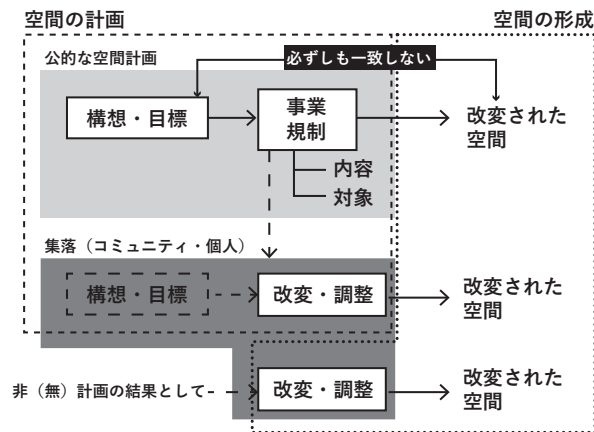 空間の計画
空間の形成
公的な空間計画
必ずしも一致しない
構想・目標
事業
規制
改変された
空間
内容
対象
集落（コミュニティ・個人）
構想・目標
改変・調整
改変された
空間
非（無）計画の結果として
改変・調整
改変された
空間